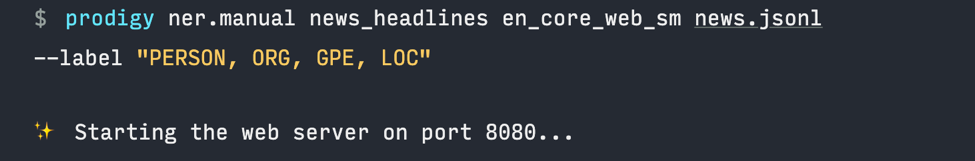 $ prodigy ner.manual news_headlines en_core_web_sm news.jsonl
--label "PERSON, ORG, GPE, LOC"
✨ Starting the web server on port 8080...